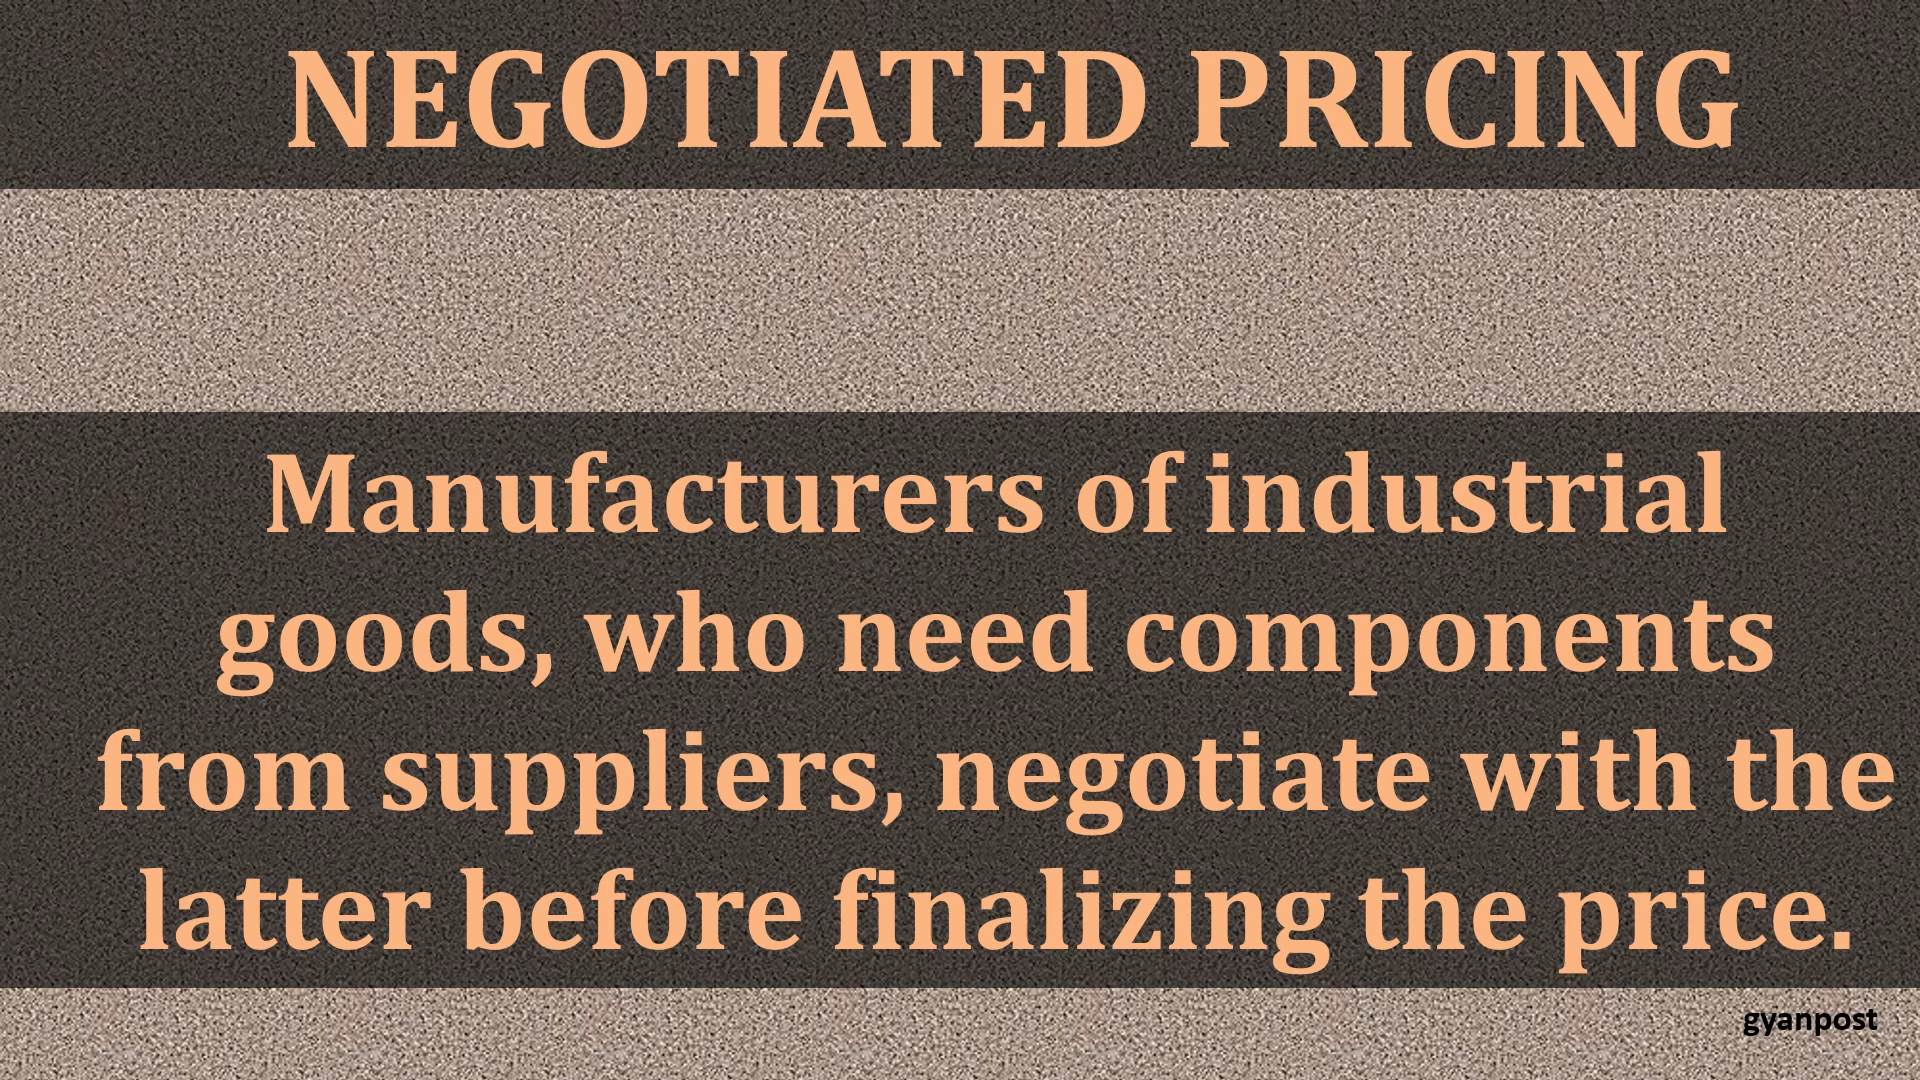 NEGOTIATED PRICING
Manufacturers of industrial
goods, who need components
from suppliers, negotiate with the
latter before finalizing the price.
gyanpost